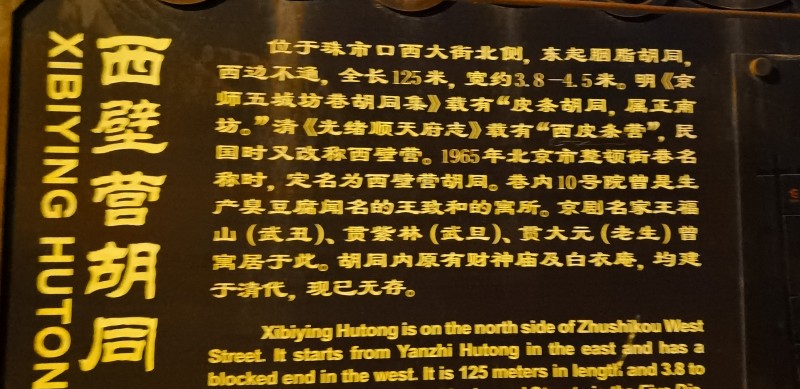 西壁营胡同
XIBIYING HUTON
位于珠市口西大街北侧，东起胭脂胡同，
西边不通，全长125米，宽约3.8－4.5米。明《京
师五城坊巷胡同集》载有“皮条胡同，属正南
坊。”清《光绪顺天府志》载有“西皮条营”，民
国时又改称西壁营。1965年北京市整顿街巷名
称时，定名为西壁营胡同。巷内10号院曾是生
产臭豆腐闻名的王致和的寓所。京剧名家王福
山（武丑）、贯紫林（武旦）、贯大元（老生）曾
寓居于此。胡同内原有财神庙及白衣庵，均建
于清代，现已无存。
Xibiying Hutong is on the north side of Zhushikou West
Street. It starts from Yanzhi Hutong in the east and has a
blocked end in the west. It is 125 meters in length and 3.8 to